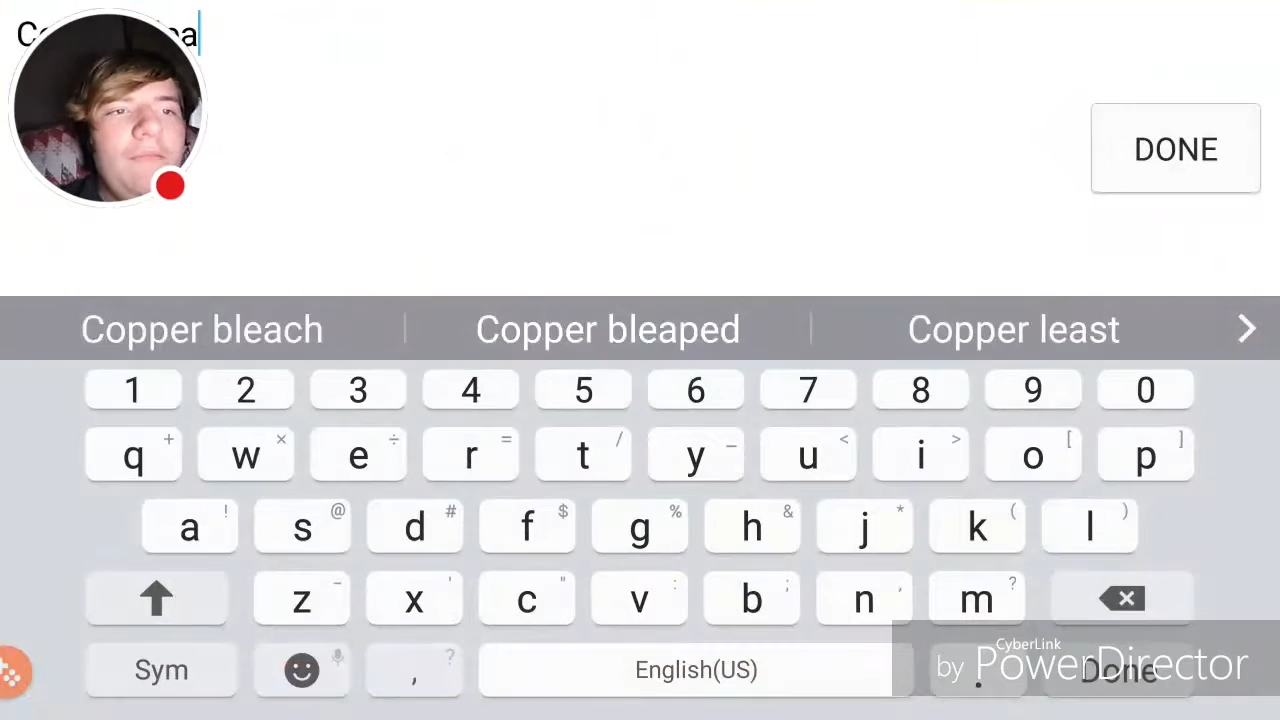 DONE
Copper bleach Copper bleaped Copper least
1 2 3 4 5 6 7 8 9 0
q + w × e ÷ r = t / y _ u < i > o [ p ]
a ! s @ d # f $ g % h & j * k ( l )
z - x ' c " v : b ; n , m ?
Sym , ? English(US) . Done
CyberLink
by PowerDirector